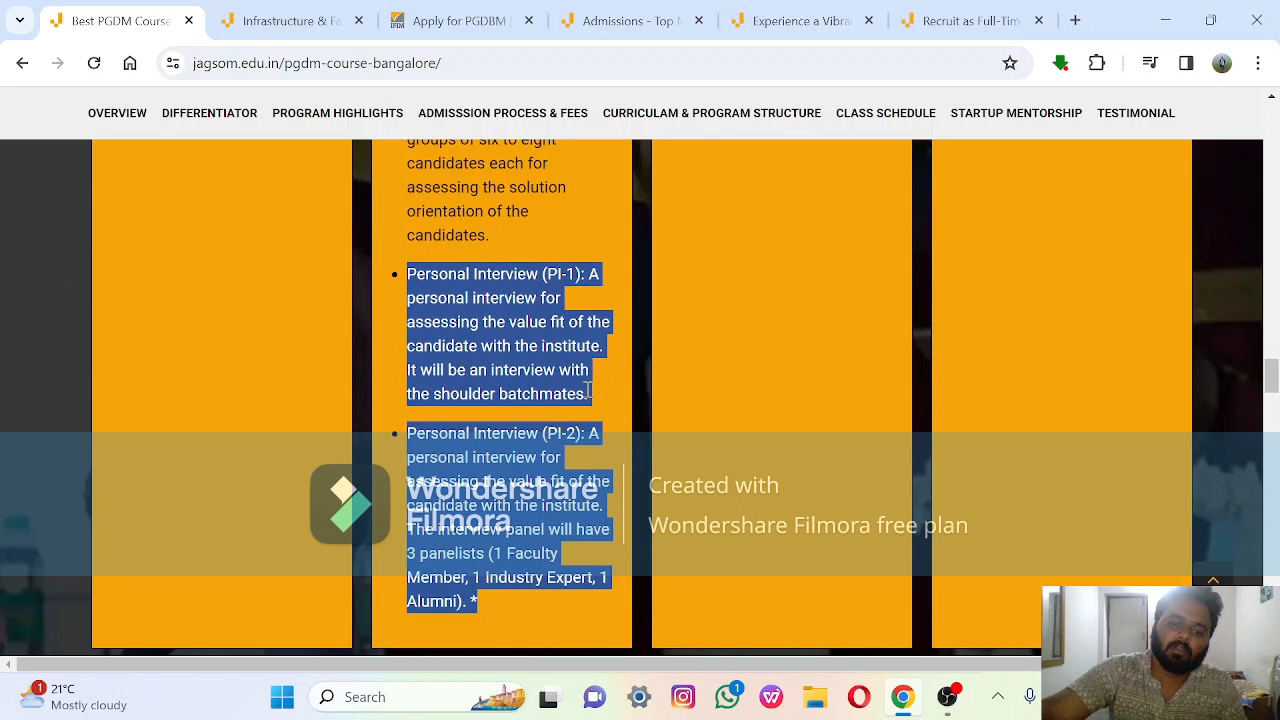 Best PGDM Course
Infrastructure & Fa
Apply for PGDBM
Admissions - Top M
Experience a Vibra
Recruit as Full-Tim
jagsom.edu.in/pgdm-course-bangalore/
OVERVIEW
DIFFERENTIATOR
PROGRAM HIGHLIGHTS
ADMISSSION PROCESS & FEES
CURRICULAM & PROGRAM STRUCTURE
CLASS SCHEDULE
STARTUP MENTORSHIP
TESTIMONIAL
groups of six to eight
candidates each for
assessing the solution
orientation of the
candidates.
Personal Interview (PI-1): A
personal interview for
assessing the value fit of the
candidate with the institute.
It will be an interview with
the shoulder batchmates.
Personal Interview (PI-2): A
personal interview for
assessing the value fit of the
candidate with the institute.
The interview panel will have
3 panelists (1 Faculty
Member, 1 Industry Expert, 1
Alumni). *
Wondershare
Filmora
Created with
Wondershare Filmora free plan
1
21°C
Mostly cloudy
Search
1